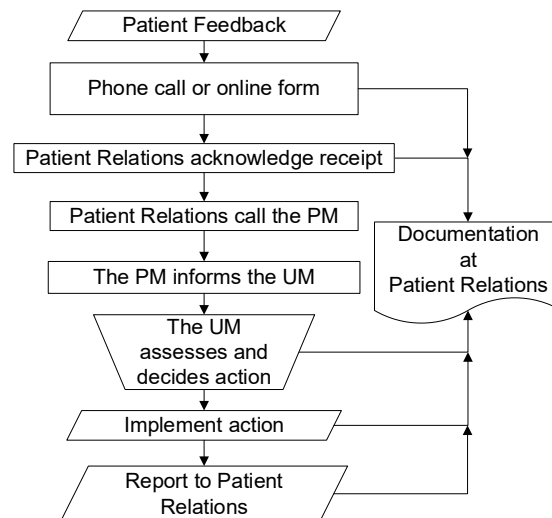 Patient Feedback
Phone call or online form
Patient Relations acknowledge receipt
Patient Relations call the PM
The PM informs the UM
The UM
assesses and
decides action
Implement action
Report to Patient
Relations
Documentation
at
Patient Relations